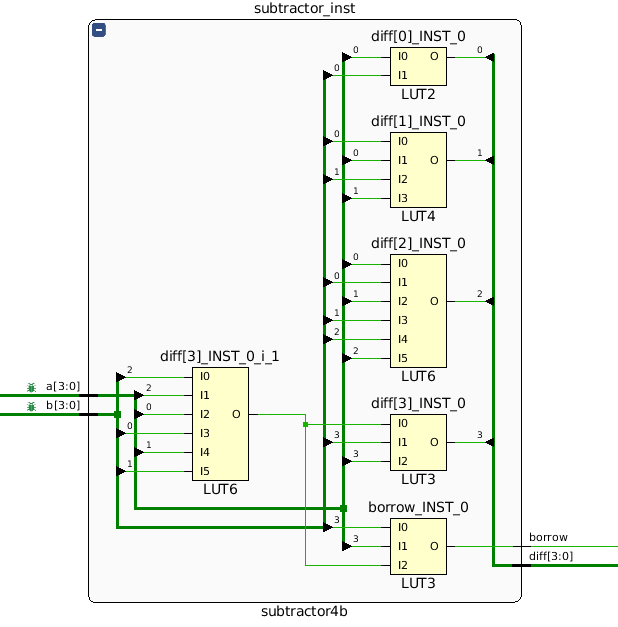 subtractor_inst
diff[0]_INST_0
0 I0 O 0
0 I1
LUT2
diff[1]_INST_0
0 I0
0 I1 O 1
1 I2
1 I3
LUT4
diff[2]_INST_0
0 I0
0 I1
1 I2 O 2
1 I3
2 I4
2 I5
LUT6
diff[3]_INST_0_i_1
2 I0
a[3:0] 2 I1
b[3:0] 0 I2 O
0 I3
1 I4
1 I5
LUT6
diff[3]_INST_0
I0
3 I1 O 3
3 I2
LUT3
borrow_INST_0
3 I0
3 I1 O borrow
I2 diff[3:0]
LUT3
subtractor4b